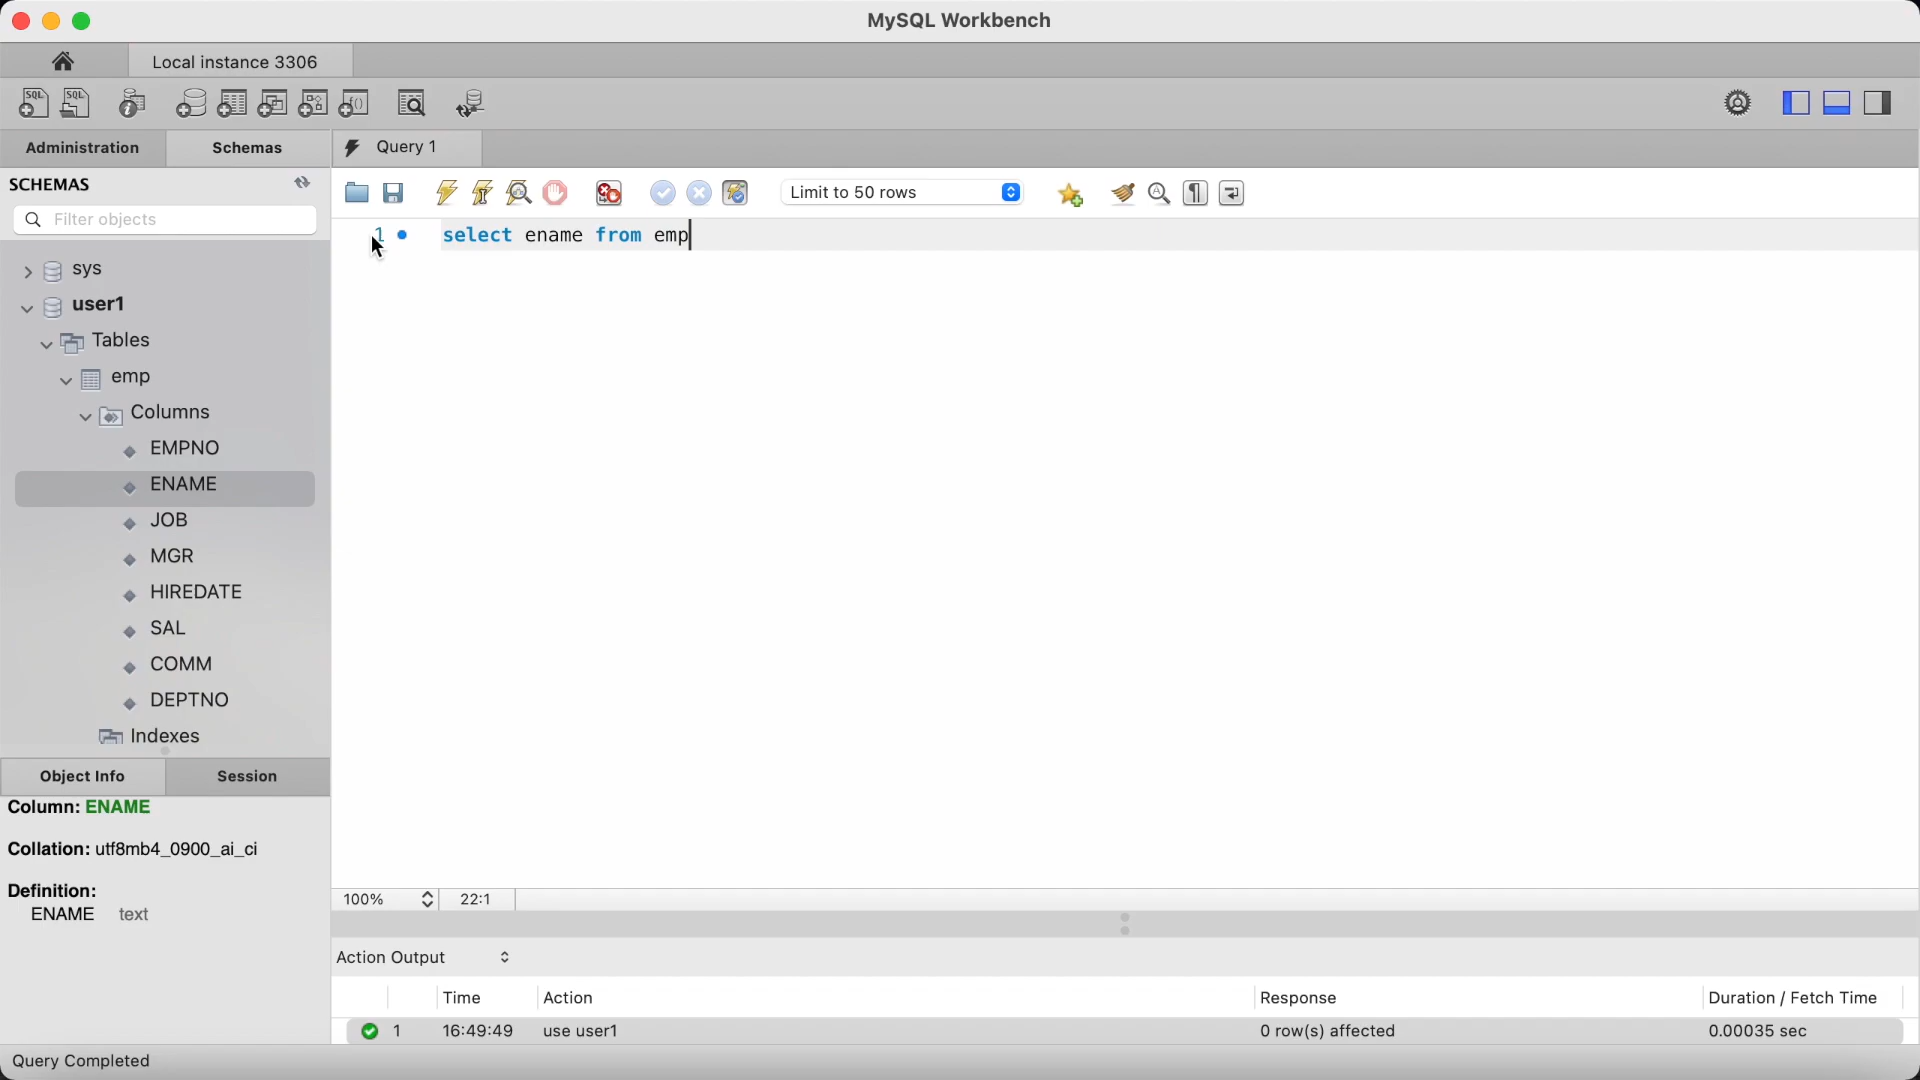 MySQL Workbench
Local instance 3306
SQL SQL
Administration Schemas
Query 1
SCHEMAS
Filter objects
Limit to 50 rows
1 select ename from emp
sys
user1
Tables
emp
Columns
EMPNO
ENAME
JOB
MGR
HIREDATE
SAL
COMM
DEPTNO
Indexes
Object Info Session
Column: ENAME
Collation: utf8mb4_0900_ai_ci
Definition:
ENAME text
100% 22:1
Action Output
Time Action Response Duration / Fetch Time
1 16:49:49 use user1 0 row(s) affected 0.00035 sec
Query Completed